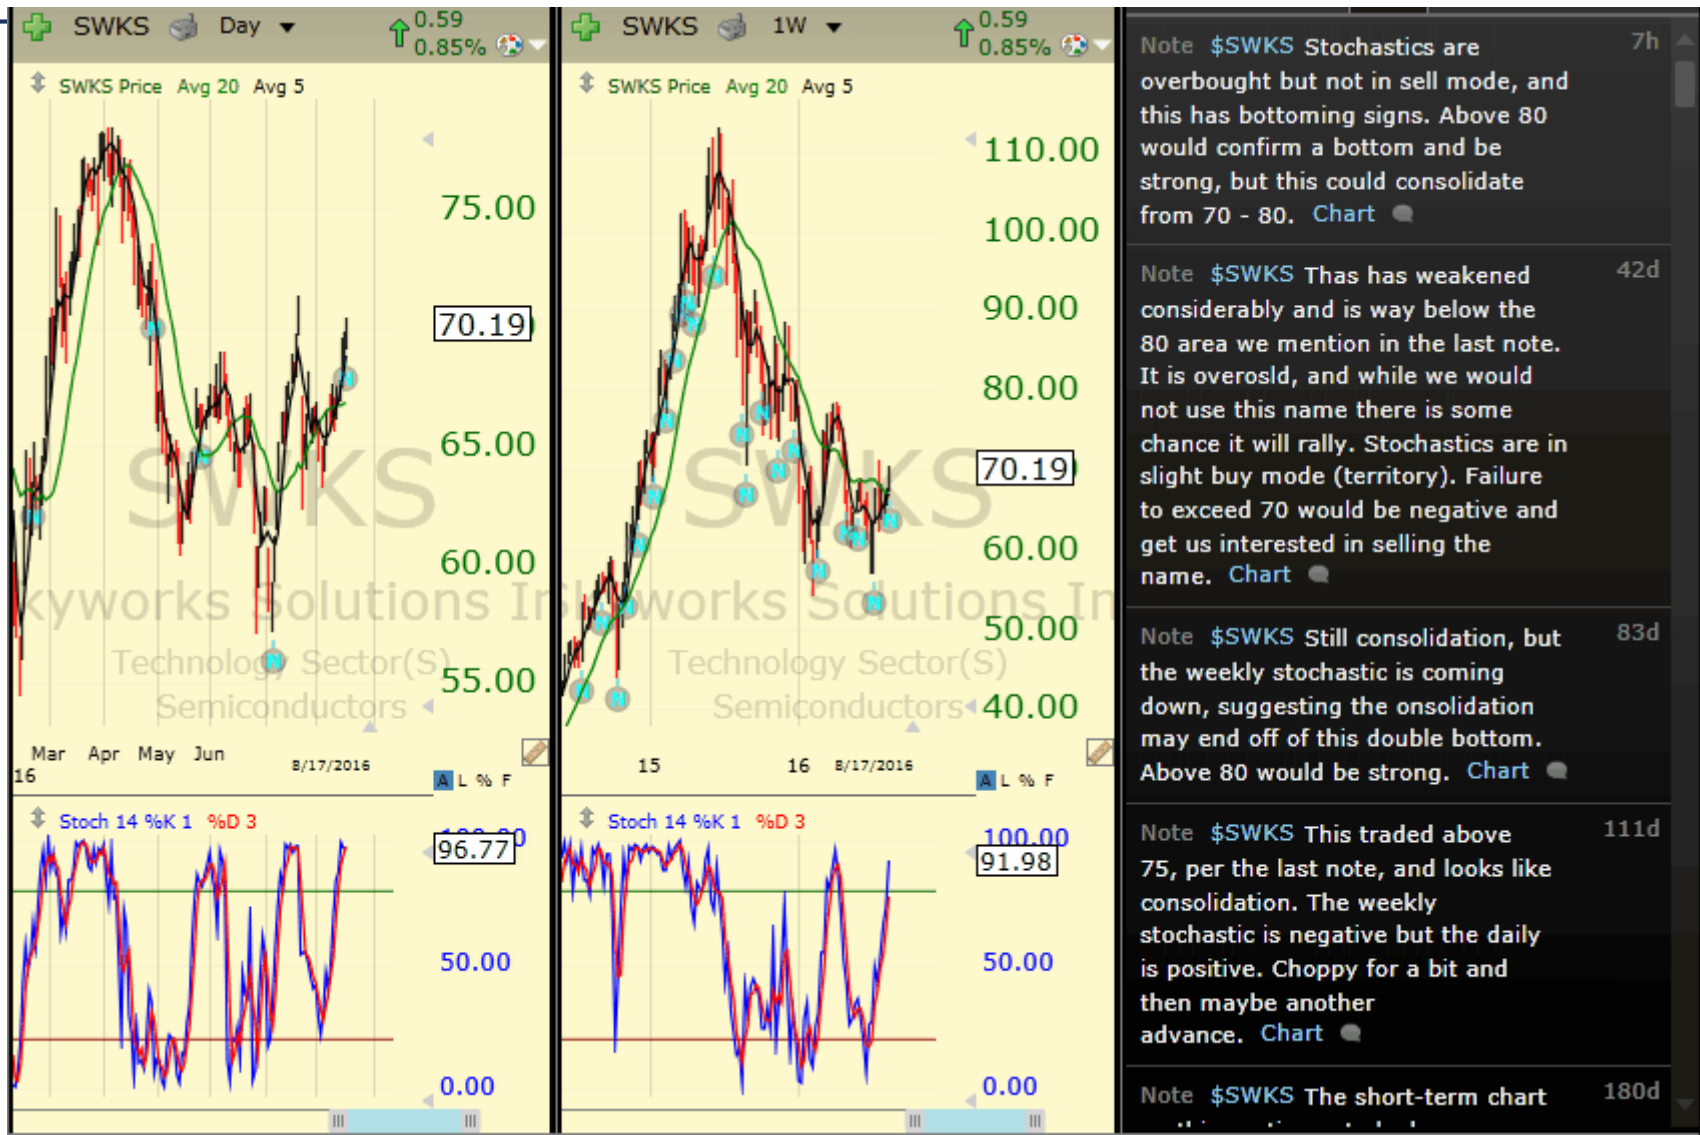 SWKS Day 0.59
0.85%
SWKS Price Avg 20 Avg 5
75.00
70.19
65.00
60.00
55.00
SWKS
Technology Sector(S)
Semiconductors
Mar Apr May Jun
16 8/17/2016
A L % F
Stoch 14 %K 1 %D 3
96.77
50.00
0.00
SWKS 1W 0.59
0.85%
SWKS Price Avg 20 Avg 5
110.00
100.00
90.00
80.00
70.19
60.00
50.00
40.00
SWKS
Technology Sector(S)
Semiconductors
15 16 8/17/2016
A L % F
Stoch 14 %K 1 %D 3
100.00
91.98
50.00
0.00
Note $SWKS Stochastics are 7h
overbought but not in sell mode, and
this has bottoming signs. Above 80
would confirm a bottom and be
strong, but this could consolidate
from 70 - 80. Chart
Note $SWKS Thas has weakened 42d
considerably and is way below the
80 area we mention in the last note.
It is overosld, and while we would
not use this name there is some
chance it will rally. Stochastics are in
slight buy mode (territory). Failure
to exceed 70 would be negative and
get us interested in selling the
name. Chart
Note $SWKS Still consolidation, but 83d
the weekly stochastic is coming
down, suggesting the onsolidation
may end off of this double bottom.
Above 80 would be strong. Chart
Note $SWKS This traded above 111d
75, per the last note, and looks like
consolidation. The weekly
stochastic is negative but the daily
is positive. Choppy for a bit and
then maybe another
advance. Chart
Note $SWKS The short-term chart 180d